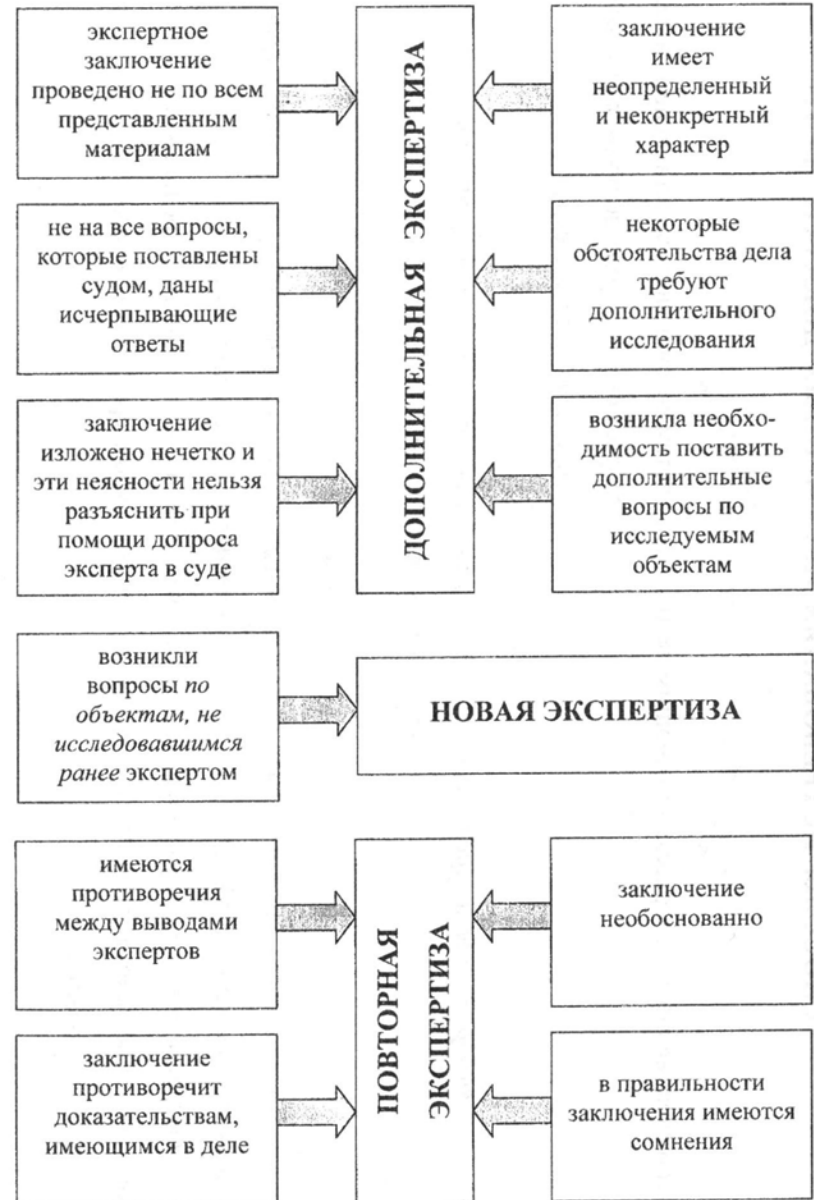 экспертное
заключение
проведено не по всем
представленным
материалам
ДОПОЛНИТЕЛЬНАЯ ЭКСПЕРТИЗА
заключение
имеет
неопределенный
и неконкретный
характер
не на все вопросы,
которые поставлены
судом, даны
исчерпывающие
ответы
некоторые
обстоятельства дела
требуют
дополнительного
исследования
заключение
изложено нечетко и
эти неясности нельзя
разъяснить при
помощи допроса
эксперта в суде
возникла необхо-
димость поставить
дополнительные
вопросы по
исследуемым
объектам
возникли
вопросы по
объектам, не
исследовавшимся
ранее экспертом
НОВАЯ ЭКСПЕРТИЗА
имеются
противоречия
между выводами
экспертов
ПОВТОРНАЯ
ЭКСПЕРТИЗА
заключение
необоснованно
заключение
противоречит
доказательствам,
имеющимся в деле
в правильности
заключения имеются
сомнения